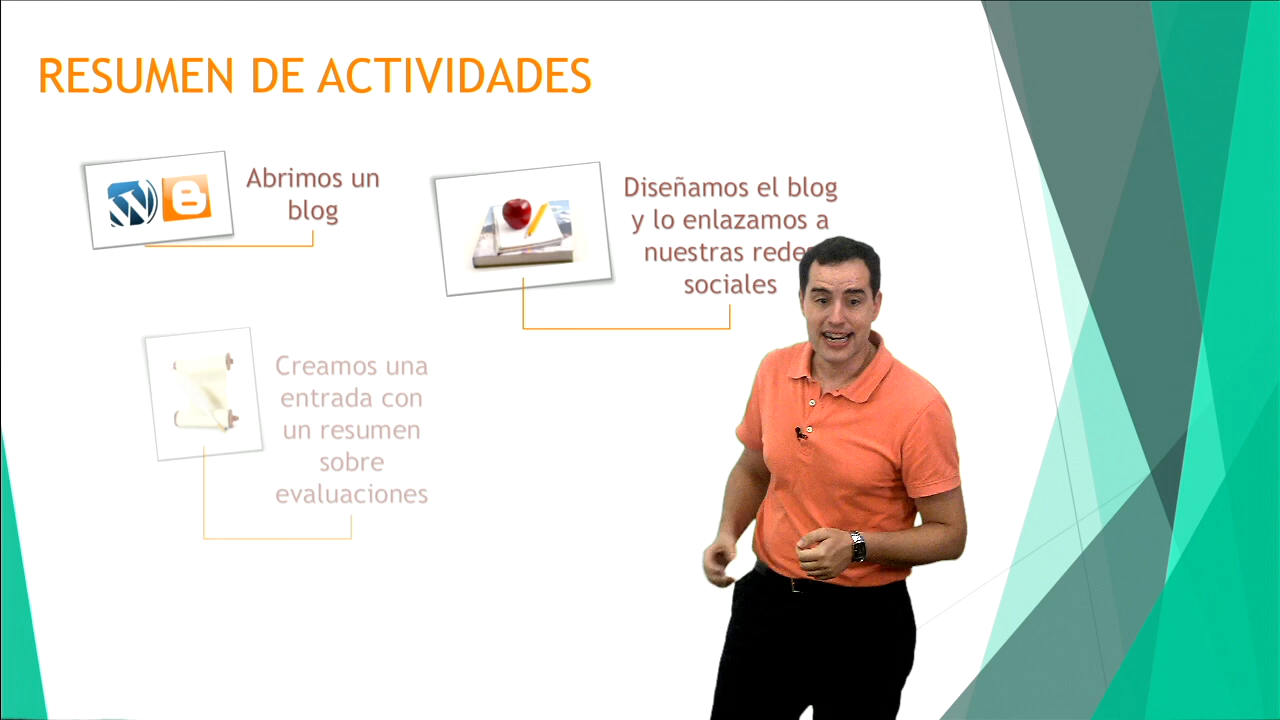 RESUMEN DE ACTIVIDADES
Abrimos un
blog
Diseñamos el blog
y lo enlazamos a
nuestras redes
sociales
Creamos una
entrada con
un resumen
sobre
evaluaciones